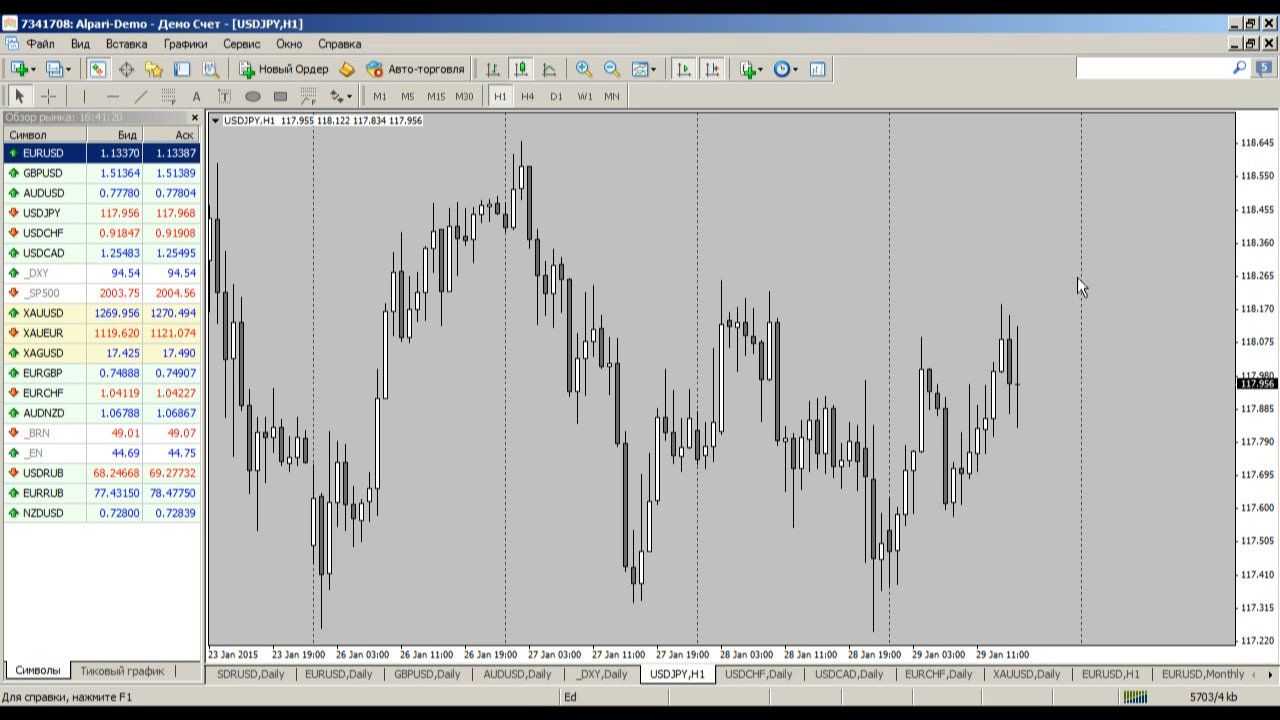 7341708: Alpari-Demo - Демо Счет - [USDJPY,H1]
Файл Вид Вставка Графики Сервис Окно Справка
Новый Ордер Авто-торговля 5
A T M1 M5 M15 M30 H1 H4 D1 W1 MN
Обзор рынка: 16:41:20
Символ Бид Аск
EURUSD 1.13370 1.13387
GBPUSD 1.51364 1.51389
AUDUSD 0.77780 0.77804
USDJPY 117.956 117.968
USDCHF 0.91847 0.91908
USDCAD 1.25483 1.25495
_DXY 94.54 94.54
_SP500 2003.75 2004.56
XAUUSD 1269.956 1270.494
XAUEUR 1119.620 1121.074
XAGUSD 17.425 17.490
EURGBP 0.74888 0.74907
EURCHF 1.04119 1.04227
AUDNZD 1.06788 1.06867
_BRN 49.01 49.07
_EN 44.69 44.75
USDRUB 68.24668 69.27732
EURRUB 77.43150 78.47750
NZDUSD 0.72800 0.72839
Символы Тиковый график
USDJPY,H1 117.955 118.122 117.834 117.956
118.645
118.550
118.455
118.360
118.265
118.170
118.075
117.980
117.956
117.885
117.790
117.695
117.600
117.505
117.410
117.315
117.220
23 Jan 2015 23 Jan 19:00 26 Jan 03:00 26 Jan 11:00 26 Jan 19:00 27 Jan 03:00 27 Jan 11:00 27 Jan 19:00 28 Jan 03:00 28 Jan 11:00 28 Jan 19:00 29 Jan 03:00 29 Jan 11:00
SDRUSD,Daily EURUSD,Daily GBPUSD,Daily AUDUSD,Daily _DXY,Daily USDJPY,H1 USDCHF,Daily USDCAD,Daily EURCHF,Daily XAUUSD,Daily EURUSD,H1 EURUSD,Monthly
Для справки, нажмите F1 Ed 5703/4 kb